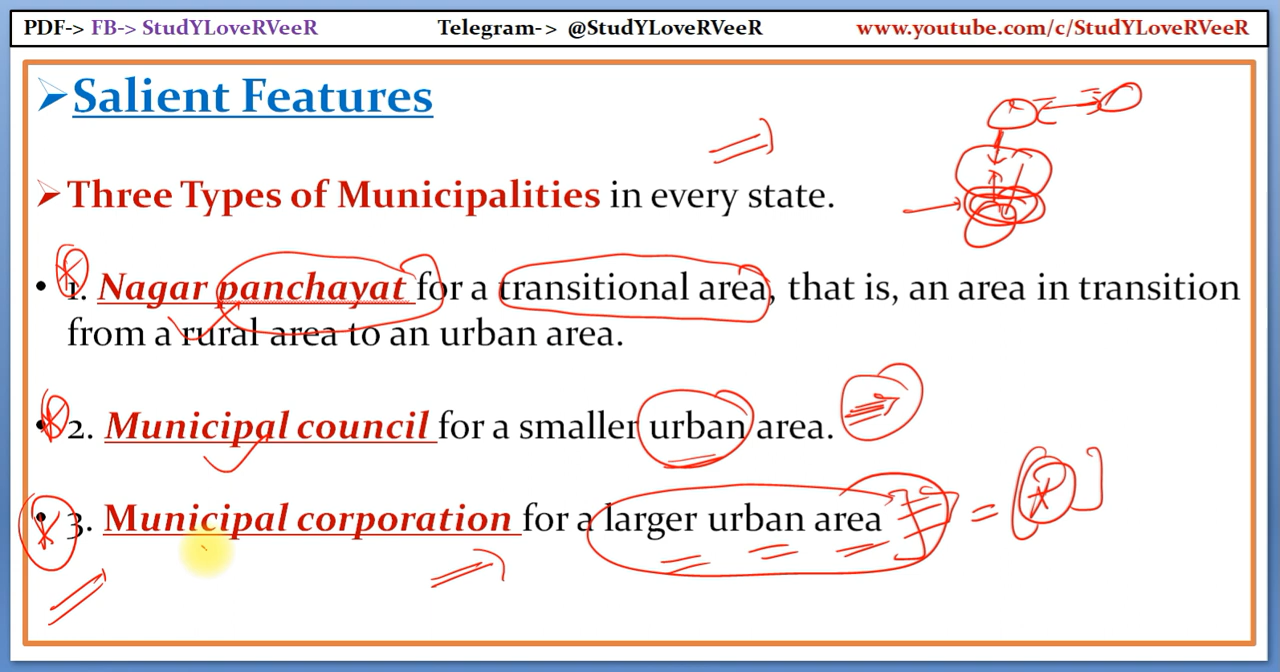 PDF-> FB-> StudYLoveRVeeR Telegram-> @StudYLoveRVeeR www.youtube.com/c/StudYLoveRVeeR
➢Salient Features
➢Three Types of Municipalities in every state.
• 1. Nagar panchayat for a transitional area, that is, an area in transition
from a rural area to an urban area.
• 2. Municipal council for a smaller urban area.
• 3. Municipal corporation for a larger urban area